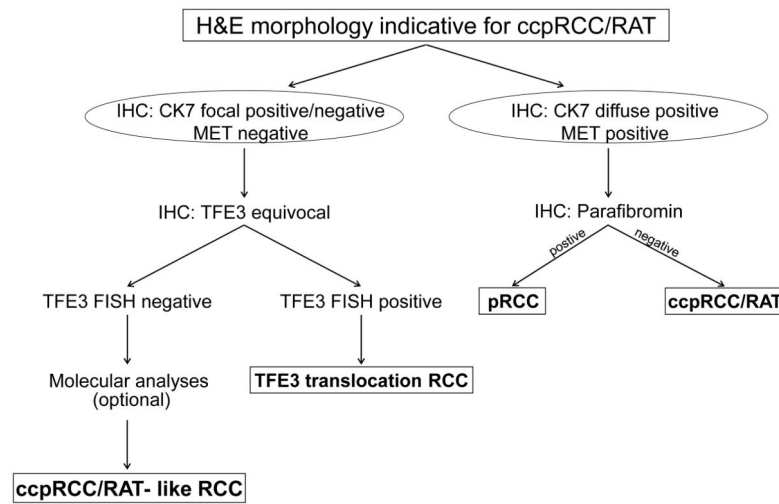 H&E morphology indicative for ccpRCC/RAT
IHC: CK7 focal positive/negative
MET negative
IHC: CK7 diffuse positive
MET positive
IHC: TFE3 equivocal
IHC: Parafibromin
postive
negative
TFE3 FISH negative
TFE3 FISH positive
pRCC
ccpRCC/RAT
Molecular analyses
(optional)
TFE3 translocation RCC
ccpRCC/RAT- like RCC